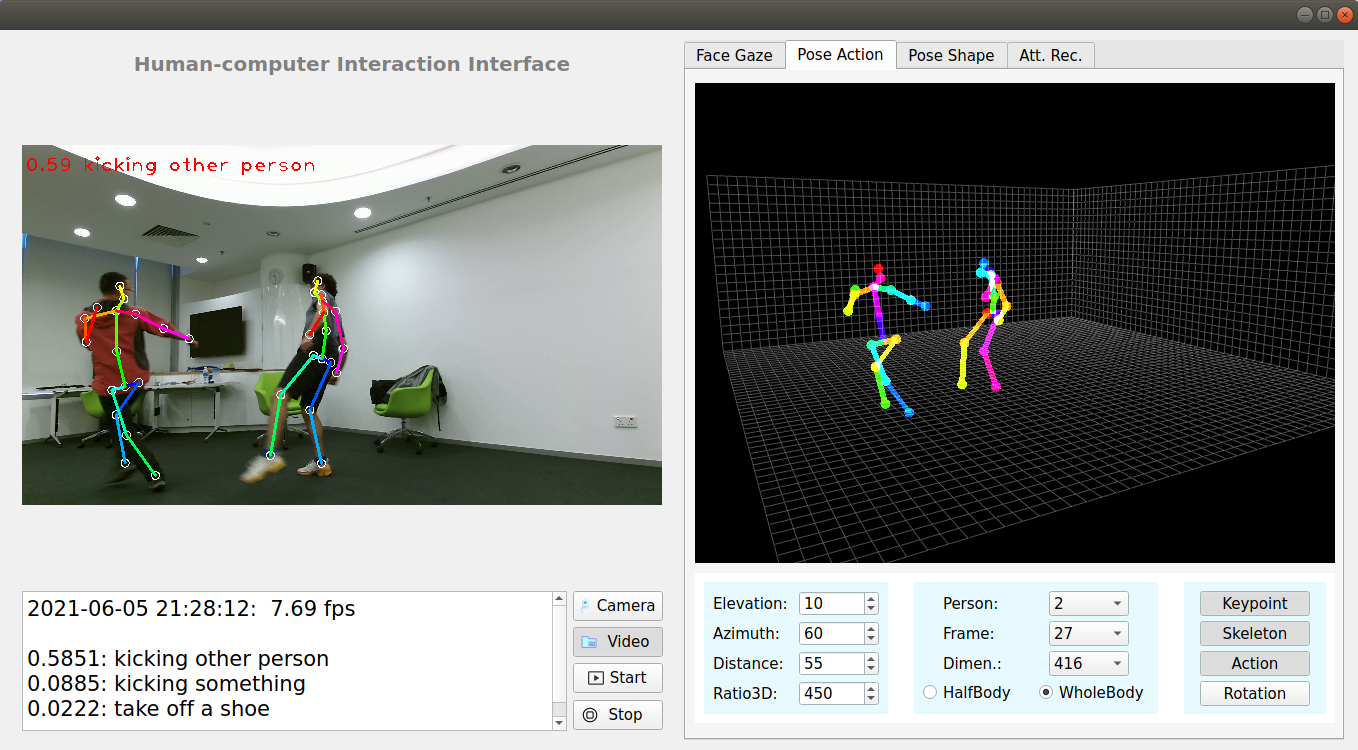 Human-computer Interaction Interface
0.59 kicking other person
2021-06-05 21:28:12: 7.69 fps
0.5851: kicking other person
0.0885: kicking something
0.0222: take off a shoe
Camera
Video
Start
Stop
Face Gaze
Pose Action
Pose Shape
Att. Rec.
Elevation: 10
Azimuth: 60
Distance: 55
Ratio3D: 450
Person: 2
Frame: 27
Dimen.: 416
HalfBody WholeBody
Keypoint
Skeleton
Action
Rotation